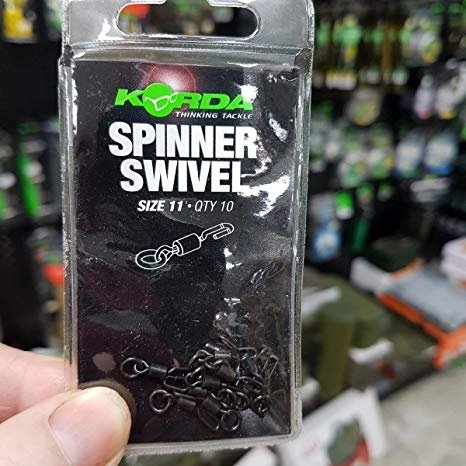 KORDA
THINKING TACKLE
SPINNER
SWIVEL
SIZE 11 • QTY 10